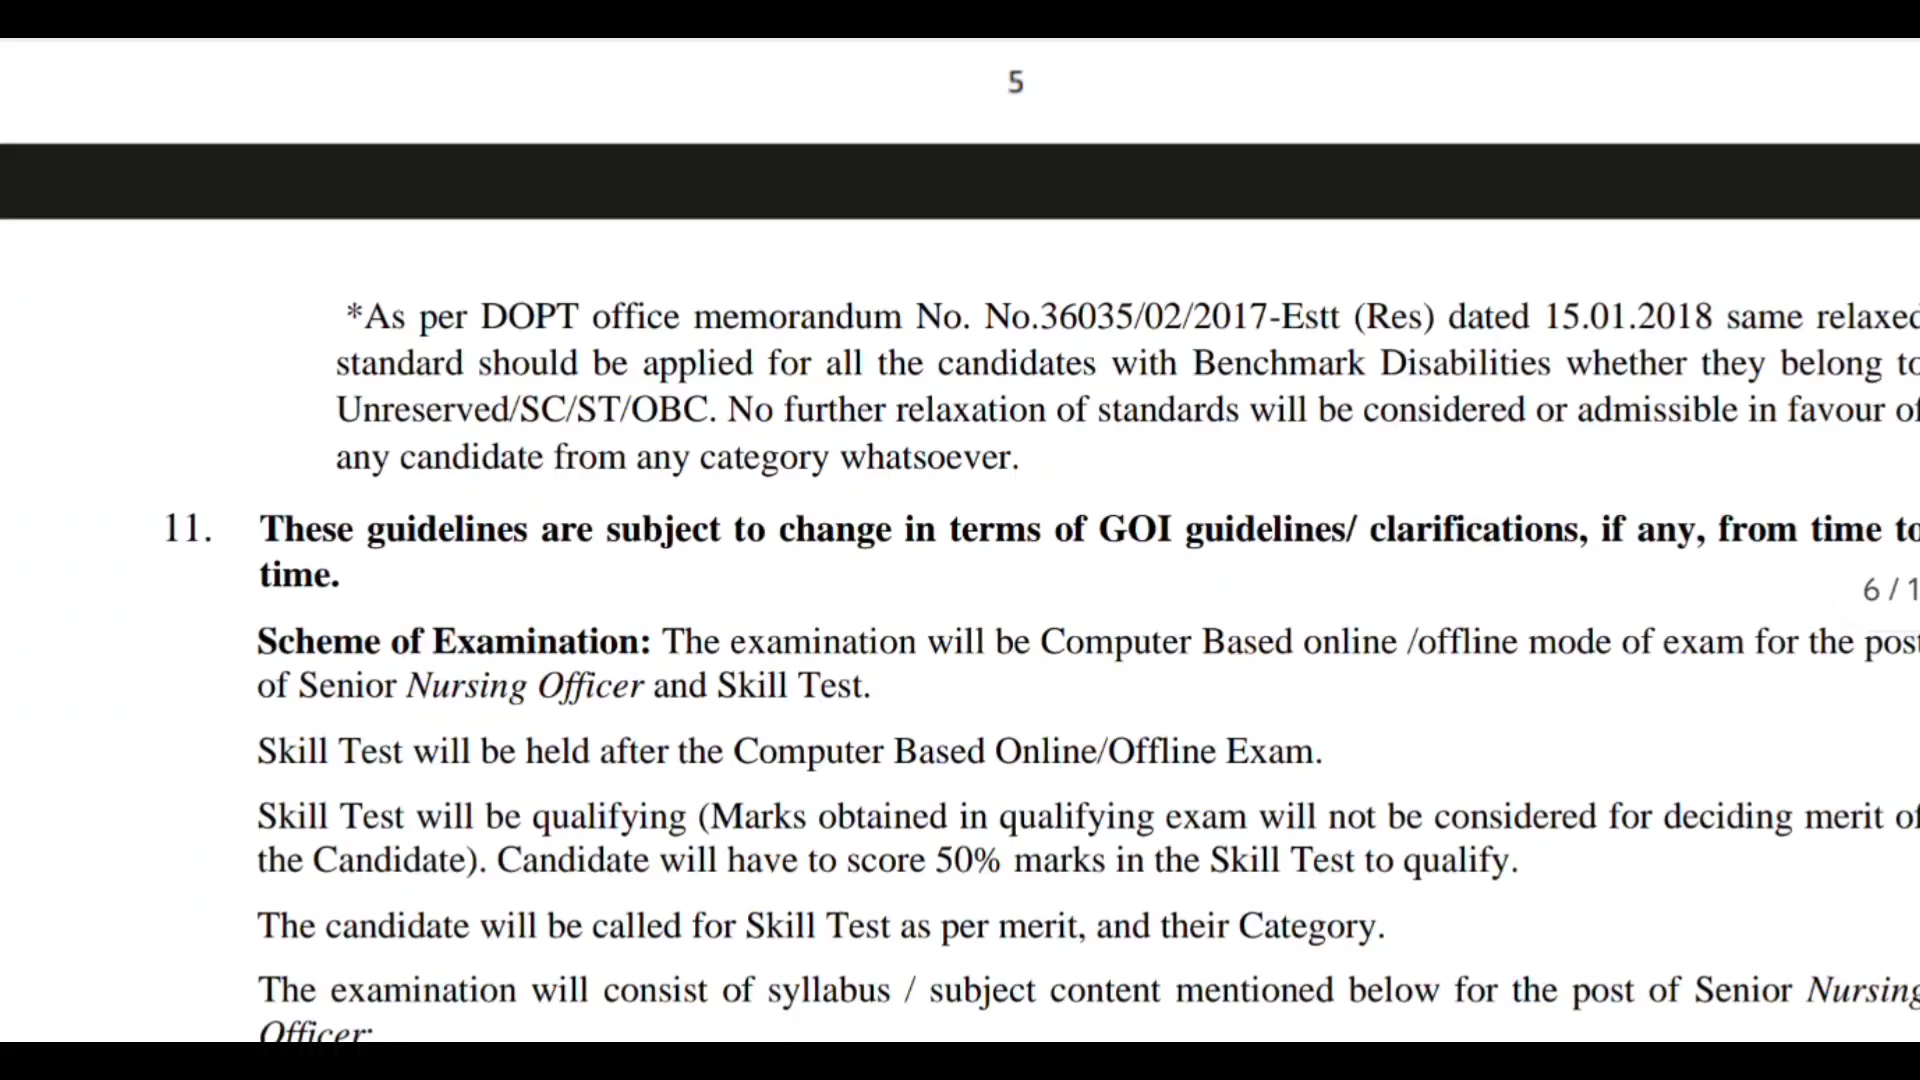 5
*As per DOPT office memorandum No. No.36035/02/2017-Estt (Res) dated 15.01.2018 same relaxed
standard should be applied for all the candidates with Benchmark Disabilities whether they belong to
Unreserved/SC/ST/OBC. No further relaxation of standards will be considered or admissible in favour of
any candidate from any category whatsoever.
11. These guidelines are subject to change in terms of GOI guidelines/ clarifications, if any, from time to
time.
6 / 1
Scheme of Examination: The examination will be Computer Based online /offline mode of exam for the post
of Senior Nursing Officer and Skill Test.
Skill Test will be held after the Computer Based Online/Offline Exam.
Skill Test will be qualifying (Marks obtained in qualifying exam will not be considered for deciding merit of
the Candidate). Candidate will have to score 50% marks in the Skill Test to qualify.
The candidate will be called for Skill Test as per merit, and their Category.
The examination will consist of syllabus / subject content mentioned below for the post of Senior Nursing
Officer: